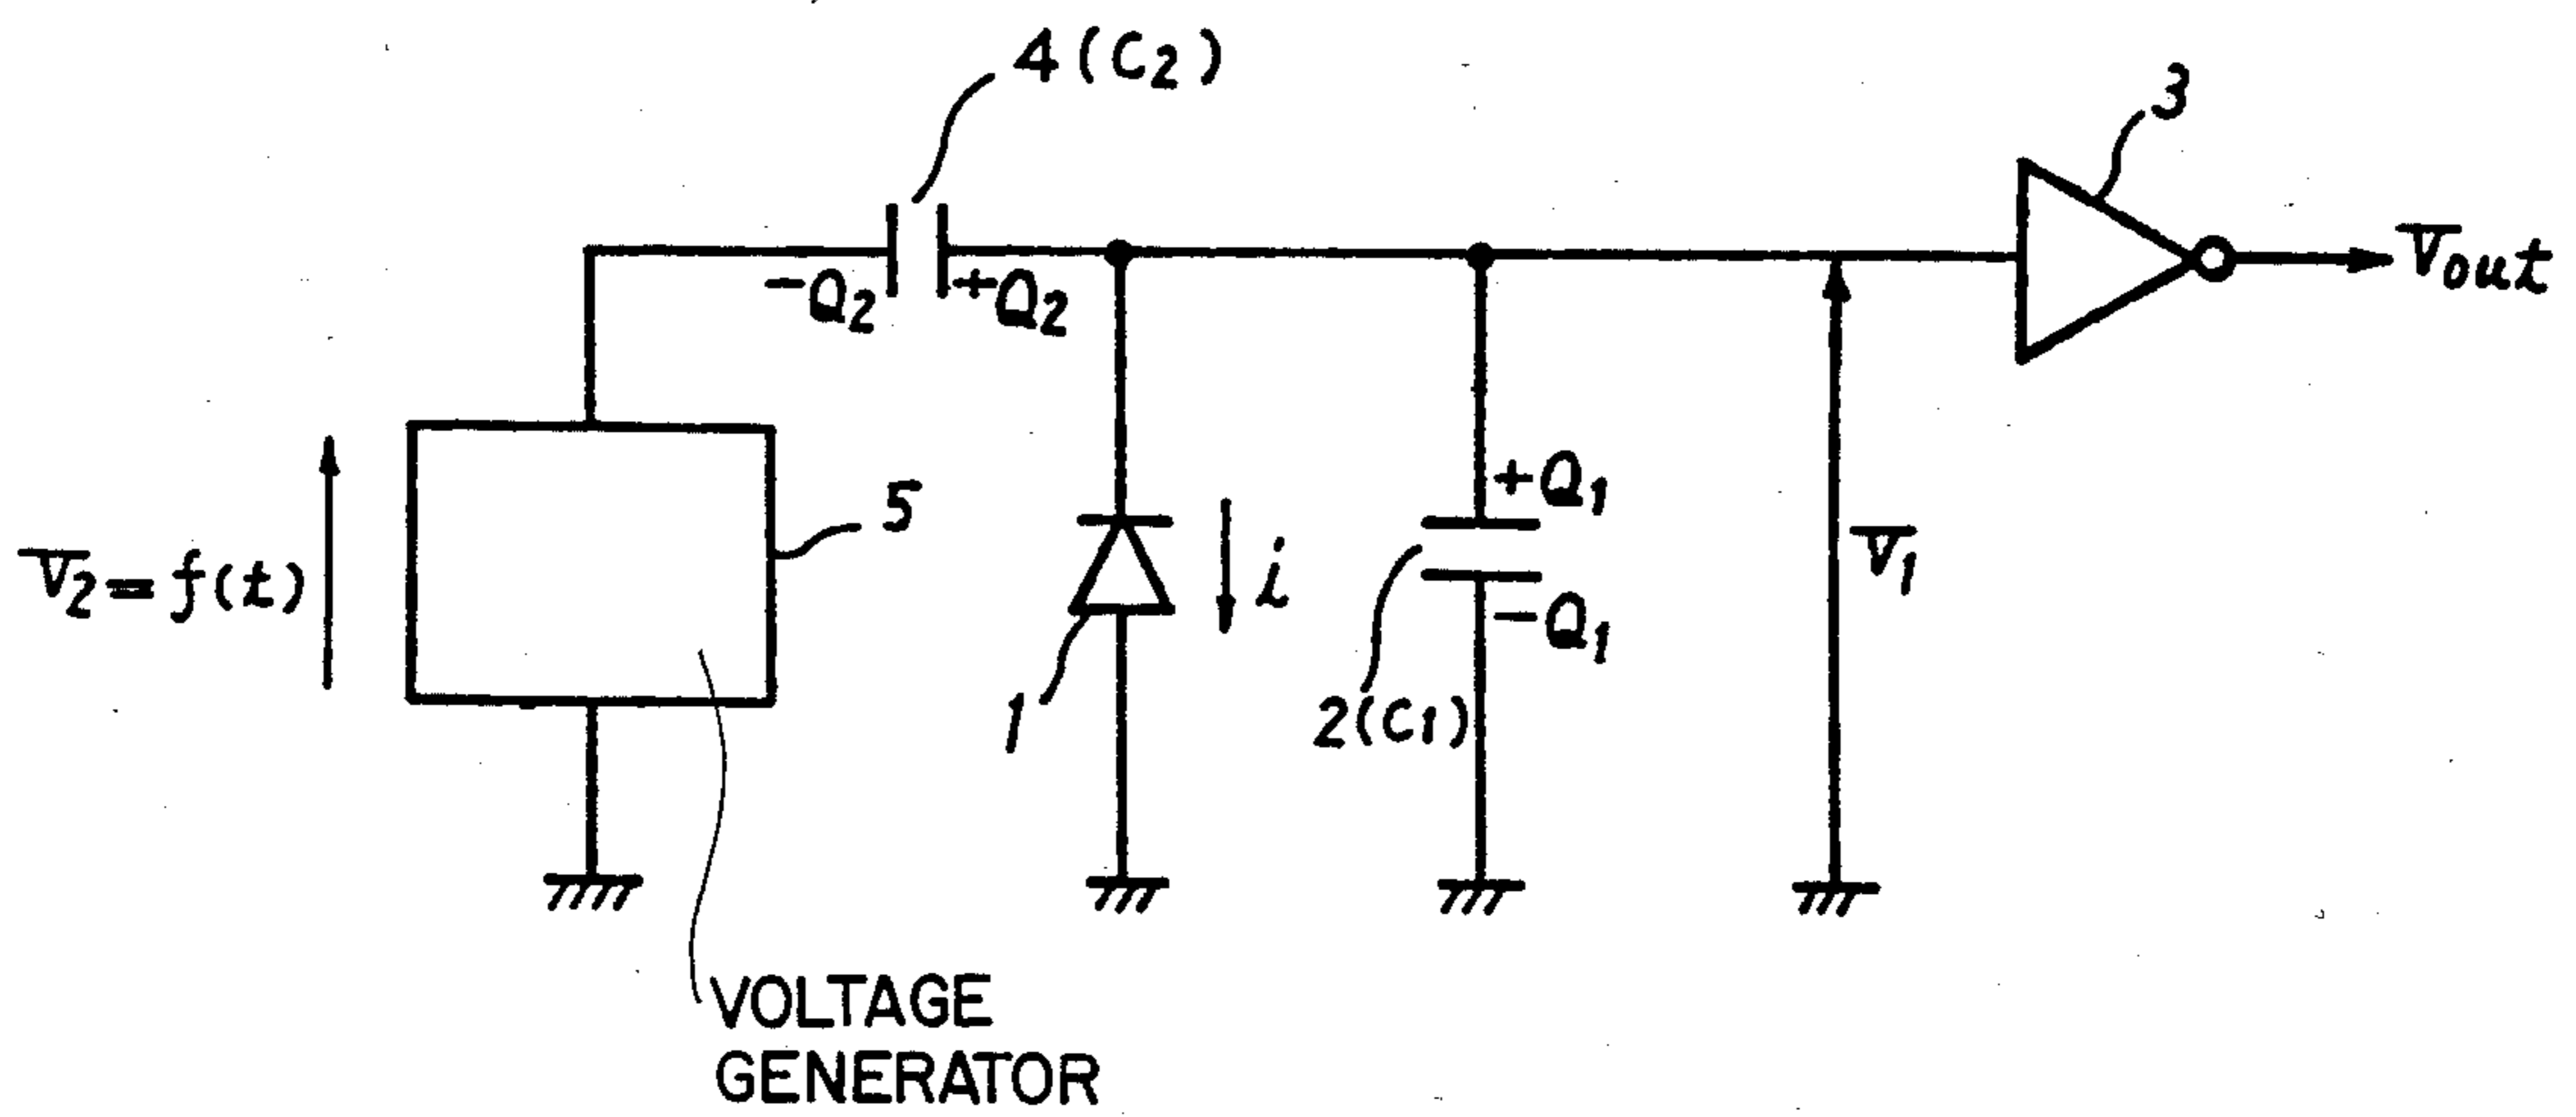 4(C2)
3
-Q2
+Q2
Vout
V2=f(t)
5
i
+Q1
-Q1
V1
1
2(C1)
VOLTAGE
GENERATOR